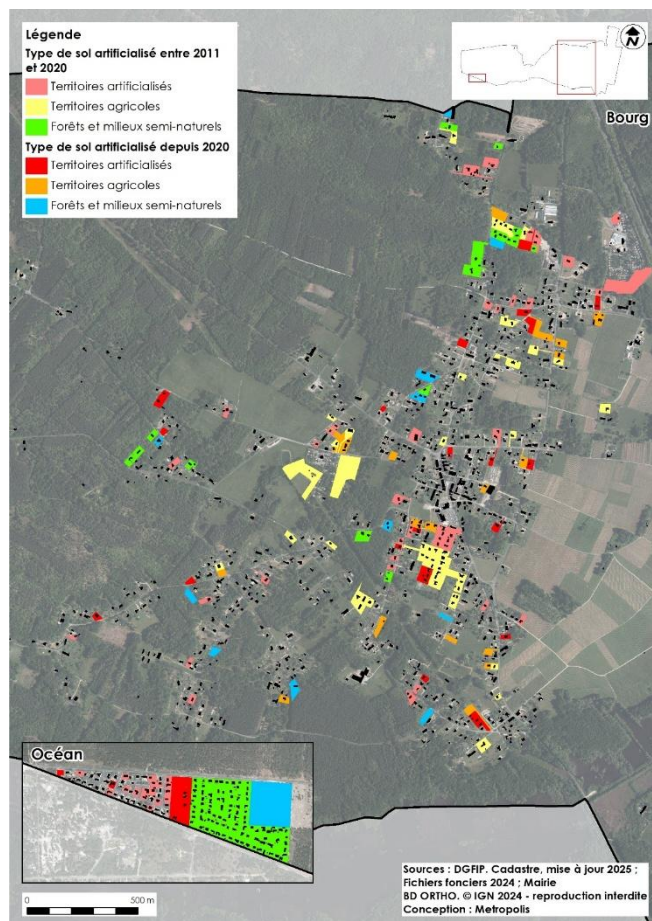 Légende
Type de sol artificialisé entre 2011
et 2020
Territoires artificialisés
Territoires agricoles
Forêts et milieux semi-naturels
Type de sol artificialisé depuis 2020
Territoires artificialisés
Territoires agricoles
Forêts et milieux semi-naturels
N
Bourg
Océan
0 500 m
Sources : DGFIP. Cadastre, mise à jour 2025 ;
Fichiers fonciers 2024 ; Mairie
BD ORTHO. © IGN 2024 - reproduction interdite
Conception : Metropolis